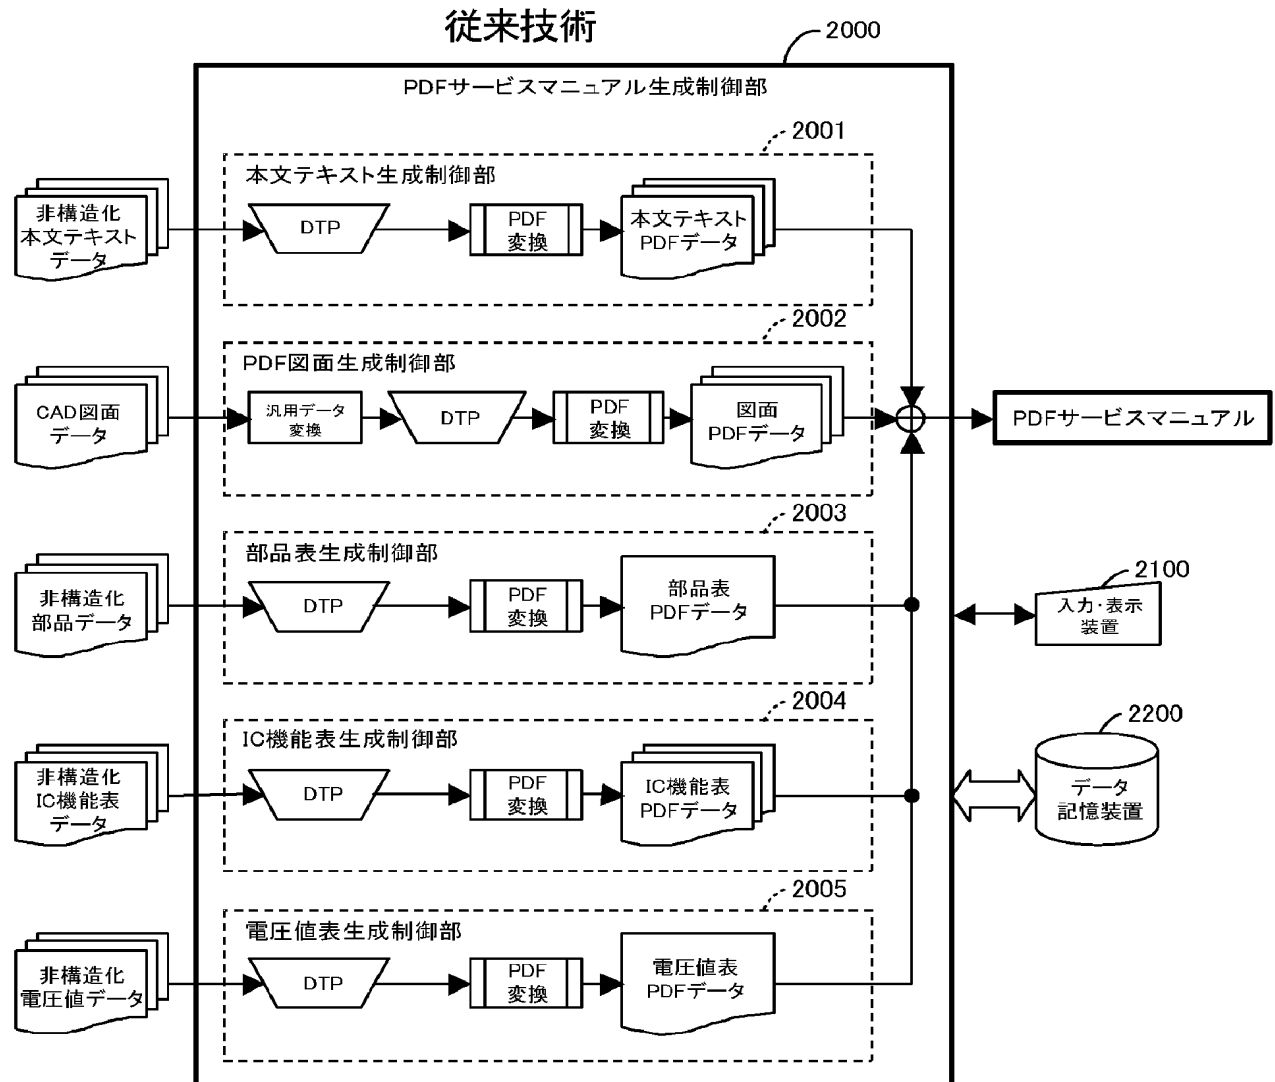 従来技術
2000
PDFサービスマニュアル生成制御部
2001
本文テキスト生成制御部
非構造化
本文テキスト
データ
DTP
PDF
変換
本文テキスト
PDFデータ
2002
PDF図面生成制御部
CAD図面
データ
汎用データ
変換
DTP
PDF
変換
図面
PDFデータ
PDFサービスマニュアル
2003
部品表生成制御部
非構造化
部品データ
DTP
PDF
変換
部品表
PDFデータ
2100
入力・表示
装置
2004
IC機能表生成制御部
非構造化
IC機能表
データ
DTP
PDF
変換
IC機能表
PDFデータ
2200
データ
記憶装置
2005
電圧値表生成制御部
非構造化
電圧値データ
DTP
PDF
変換
電圧値表
PDFデータ